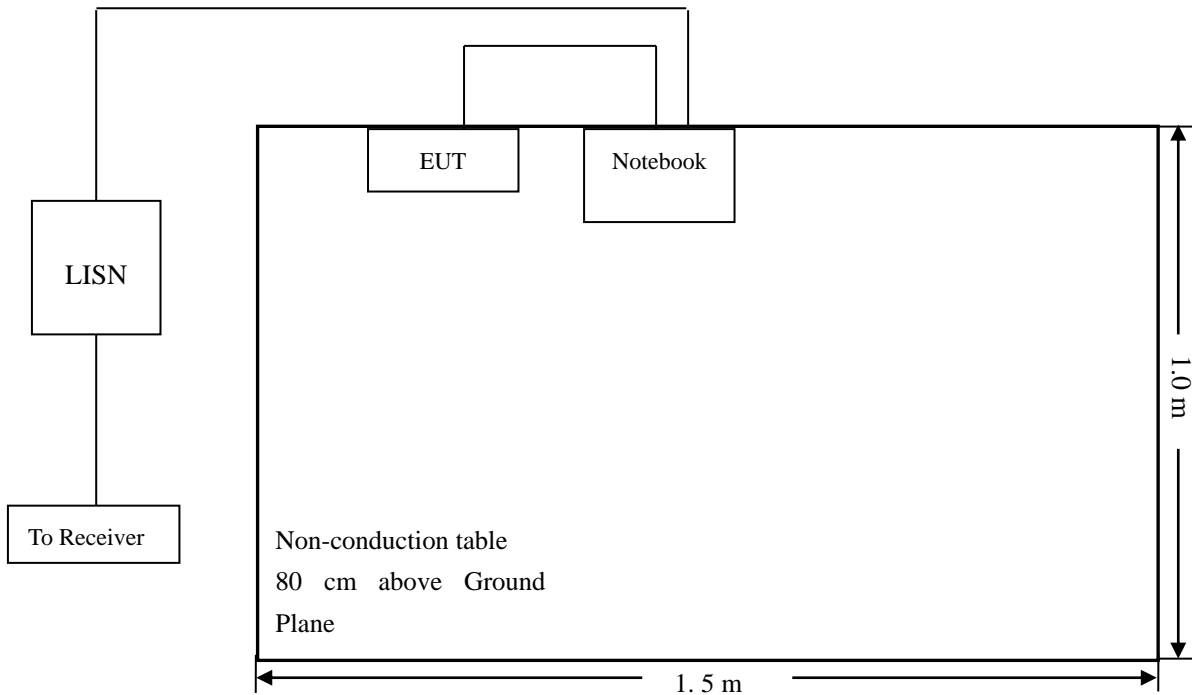 EUT
Notebook
LISN
1.0 m
To Receiver
Non-conduction table
80 cm above Ground
Plane
1. 5 m